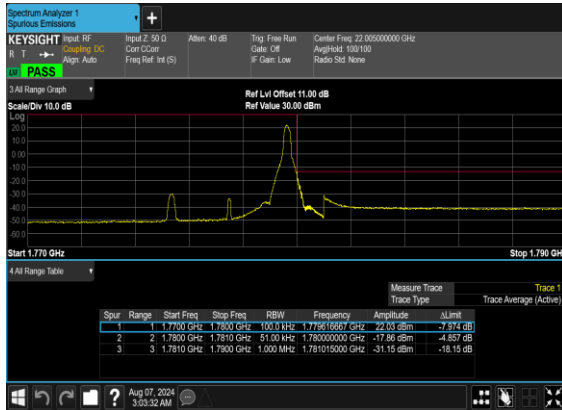 Spectrum Analyzer 1
Spurious Emissions
+
KEYSIGHT
R T
LW PASS
Input: RF
Coupling: DC
Align: Auto
Input Z: 50 Ω
Corr CCorr
Freq Ref: Int (S)
Atten: 40 dB
Trig: Free Run
Gate: Off
IF Gain: Low
Center Freq: 22.005000000 GHz
Avg|Hold: 100/100
Radio Std: None
3 All Range Graph
Scale/Div 10.0 dB
Ref Lvl Offset 11.00 dB
Ref Value 30.00 dBm
Log
20.0
10.0
0.00
-10.0
-20.0
-30.0
-40.0
-50.0
-60.0
Start 1.770 GHz
Stop 1.790 GH
4 All Range Table
Measure Trace Trace 1
Trace Type Trace Average (Active)
Spur Range Start Freq Stop Freq RBW Frequency Amplitude ΔLimit
1 1 1.7700 GHz 1.7800 GHz 100.0 kHz 1.779616667 GHz 22.03 dBm -7.974 dB
2 2 1.7800 GHz 1.7810 GHz 51.00 kHz 1.780000000 GHz -17.86 dBm -4.857 dB
3 3 1.7810 GHz 1.7900 GHz 1.000 MHz 1.781015000 GHz -31.15 dBm -18.15 dB
?
Aug 07, 2024
3:03:32 AM